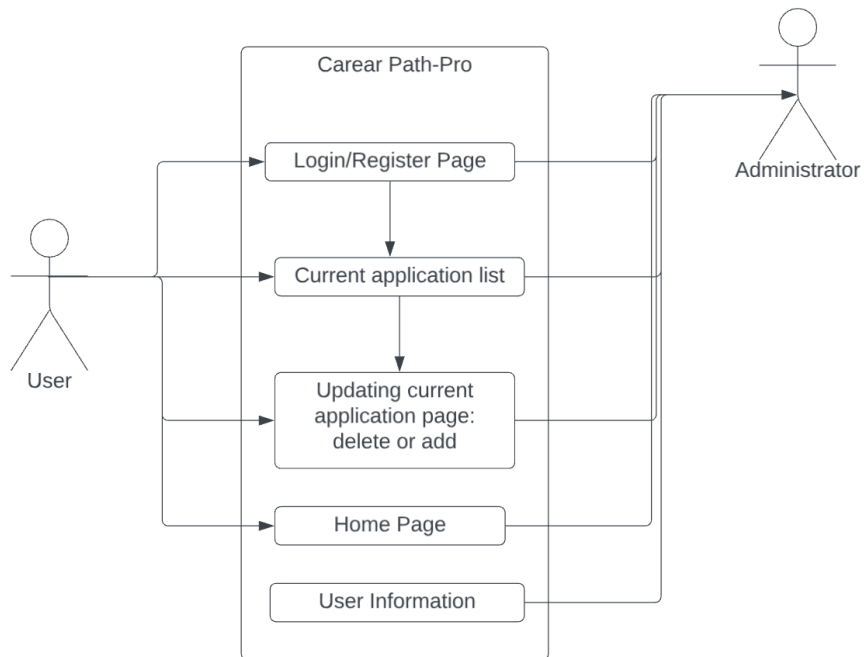 Carear Path-Pro
Login/Register Page
Administrator
Current application list
User
Updating current
application page:
delete or add
Home Page
User Information